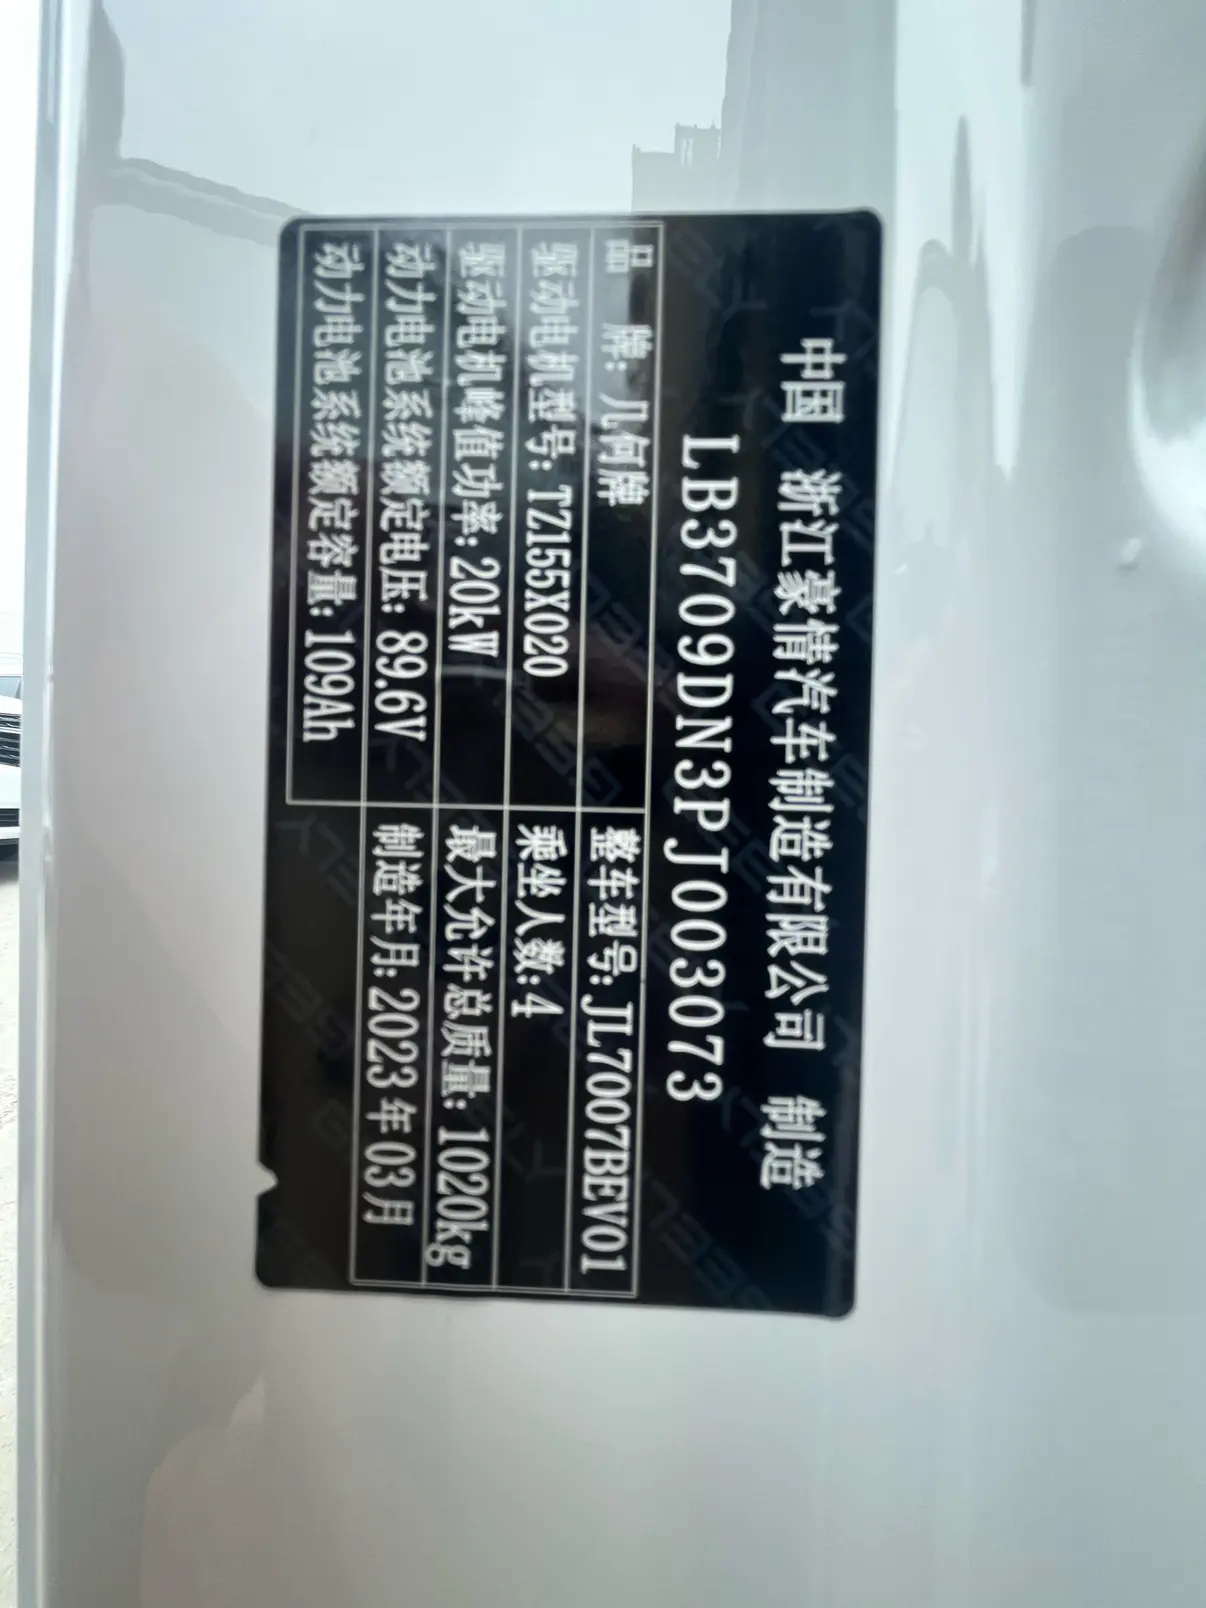 中国 浙江豪情汽车制造有限公司 制造
LB3709DN3PJ003073
品 牌: 几何牌 整车型号: JL7007BEV01
驱动电机型号: TZ155X020 乘坐人数: 4
驱动电机峰值功率: 20kW 最大允许总质量: 1020kg
动力电池系统额定电压: 89.6V 制造年月: 2023年03月
动力电池系统额定容量: 109Ah